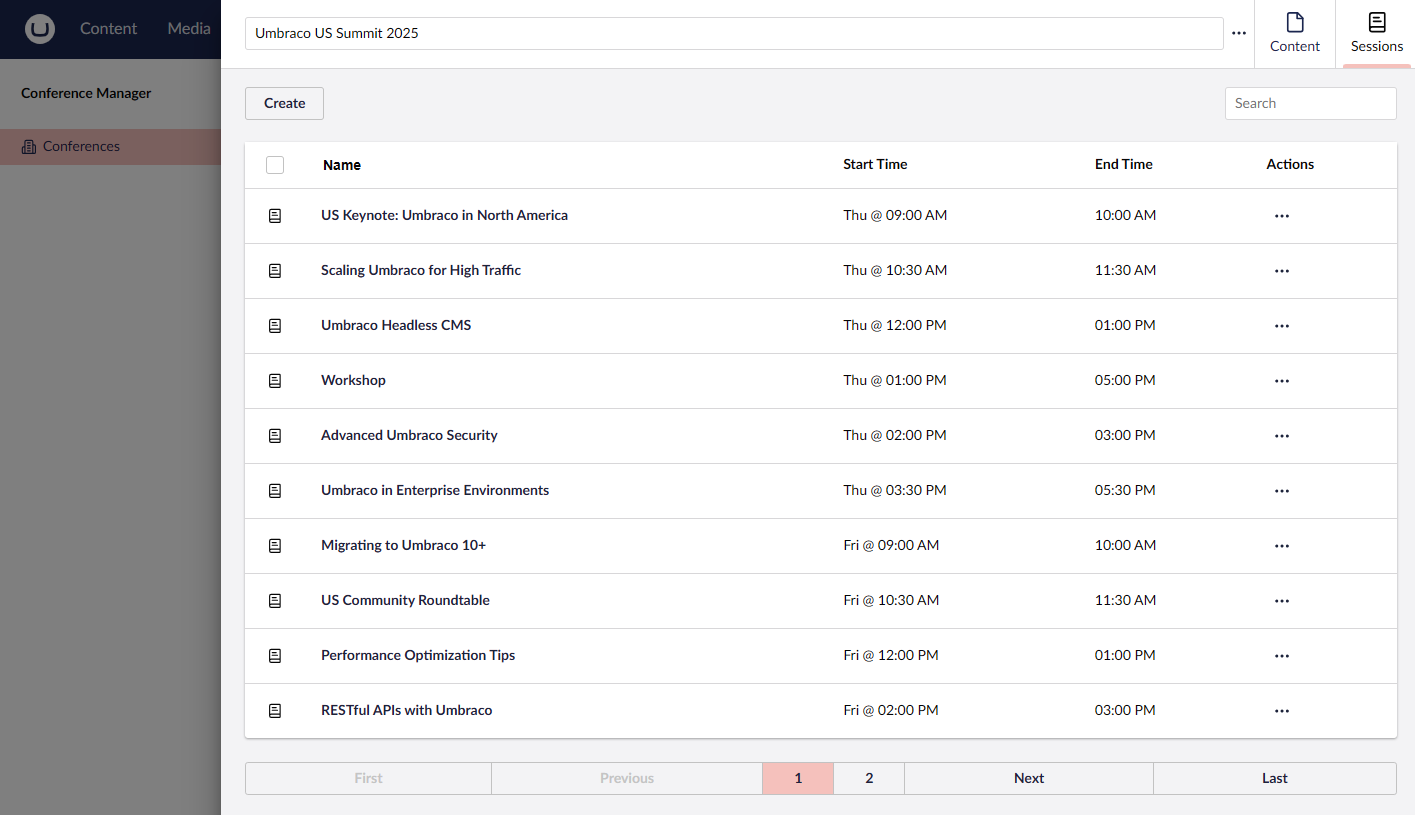 Content Media
Umbraco US Summit 2025
Content
Sessions
Conference Manager
Create
Search
Conferences
Name Start Time End Time Actions
US Keynote: Umbraco in North America Thu @ 09:00 AM 10:00 AM
Scaling Umbraco for High Traffic Thu @ 10:30 AM 11:30 AM
Umbraco Headless CMS Thu @ 12:00 PM 01:00 PM
Workshop Thu @ 01:00 PM 05:00 PM
Advanced Umbraco Security Thu @ 02:00 PM 03:00 PM
Umbraco in Enterprise Environments Thu @ 03:30 PM 05:30 PM
Migrating to Umbraco 10+ Fri @ 09:00 AM 10:00 AM
US Community Roundtable Fri @ 10:30 AM 11:30 AM
Performance Optimization Tips Fri @ 12:00 PM 01:00 PM
RESTful APIs with Umbraco Fri @ 02:00 PM 03:00 PM
First Previous 1 2 Next Last